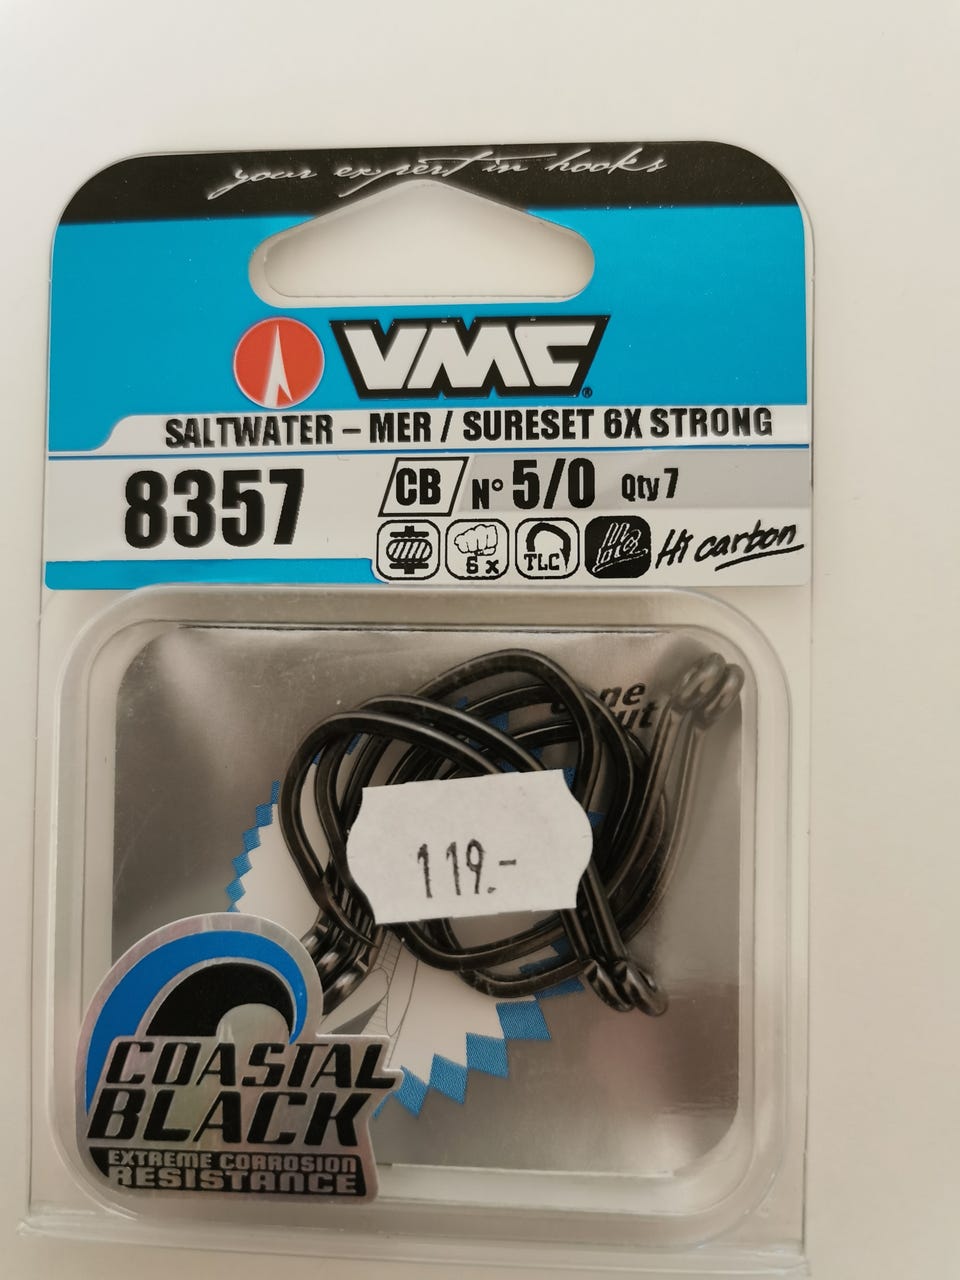 your expert in hooks
VMC®
SALTWATER – MER / SURESET 6X STRONG
8357 CB N° 5/0 Qty 7
6x TLC Hi carbon
119.-
COASTAL
BLACK
EXTREME CORROSION
RESISTANCE